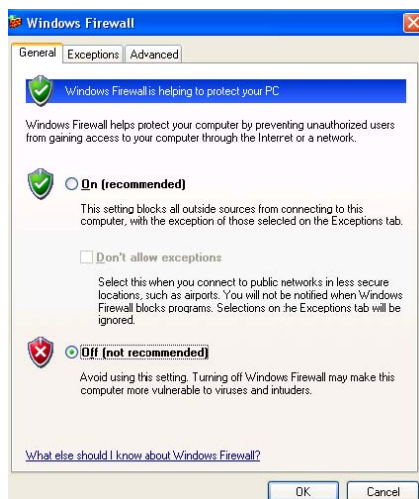 Windows Firewall
General Exceptions Advanced
Windows Firewall is helping to protect your PC
Windows Firewall helps protect your computer by preventing unauthorized users
from gaining access to your computer through the Internet or a network.
On (recommended)
This setting blocks all outside sources from connecting to this
computer, with the exception of those selected on the Exceptions tab.
Don't allow exceptions
Select this when you connect to public networks in less secure
locations, such as airports. You will not be notified when Windows
Firewall blocks programs. Selections on the Exceptions tab will be
ignored.
Off (not recommended)
Avoid using this setting. Turning off Windows Firewall may make this
computer more vulnerable to viruses and intruders.
What else should I know about Windows Firewall?
OK Cancel